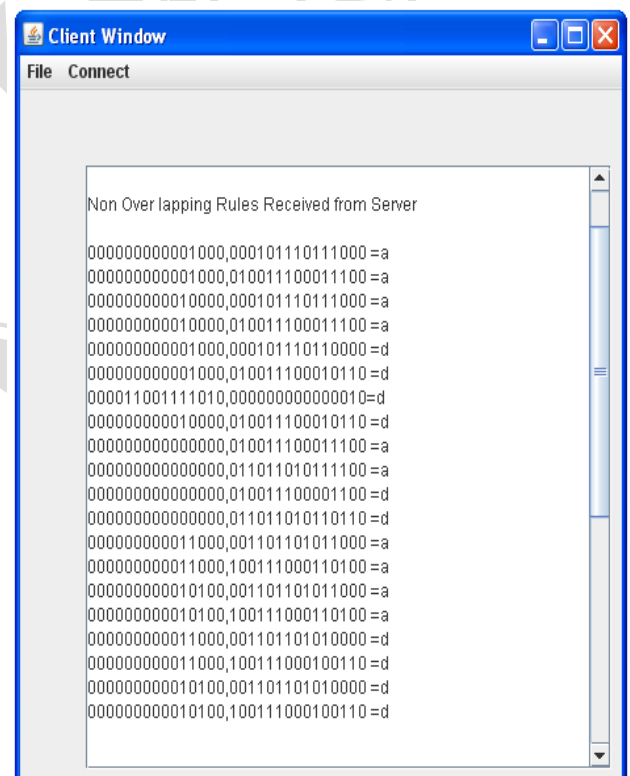 Client Window
File Connect
Non Over lapping Rules Received from Server
000000000001000,000101110111000 =a
000000000001000,010011100011100 =a
000000000010000,000101110111000 =a
000000000010000,010011100011100 =a
000000000001000,000101110110000 =d
000000000001000,010011100010110 =d
000011001111010,000000000000010=d
000000000010000,010011100010110 =d
000000000000000,010011100011100 =a
000000000000000,011011010111100 =a
000000000000000,010011100001100 =d
000000000000000,011011010110110 =d
000000000011000,001101101011000 =a
000000000011000,100111000110100 =a
000000000010100,001101101011000 =a
000000000010100,100111000110100 =a
000000000011000,001101101010000 =d
000000000011000,100111000100110 =d
000000000010100,001101101010000 =d
000000000010100,100111000100110 =d